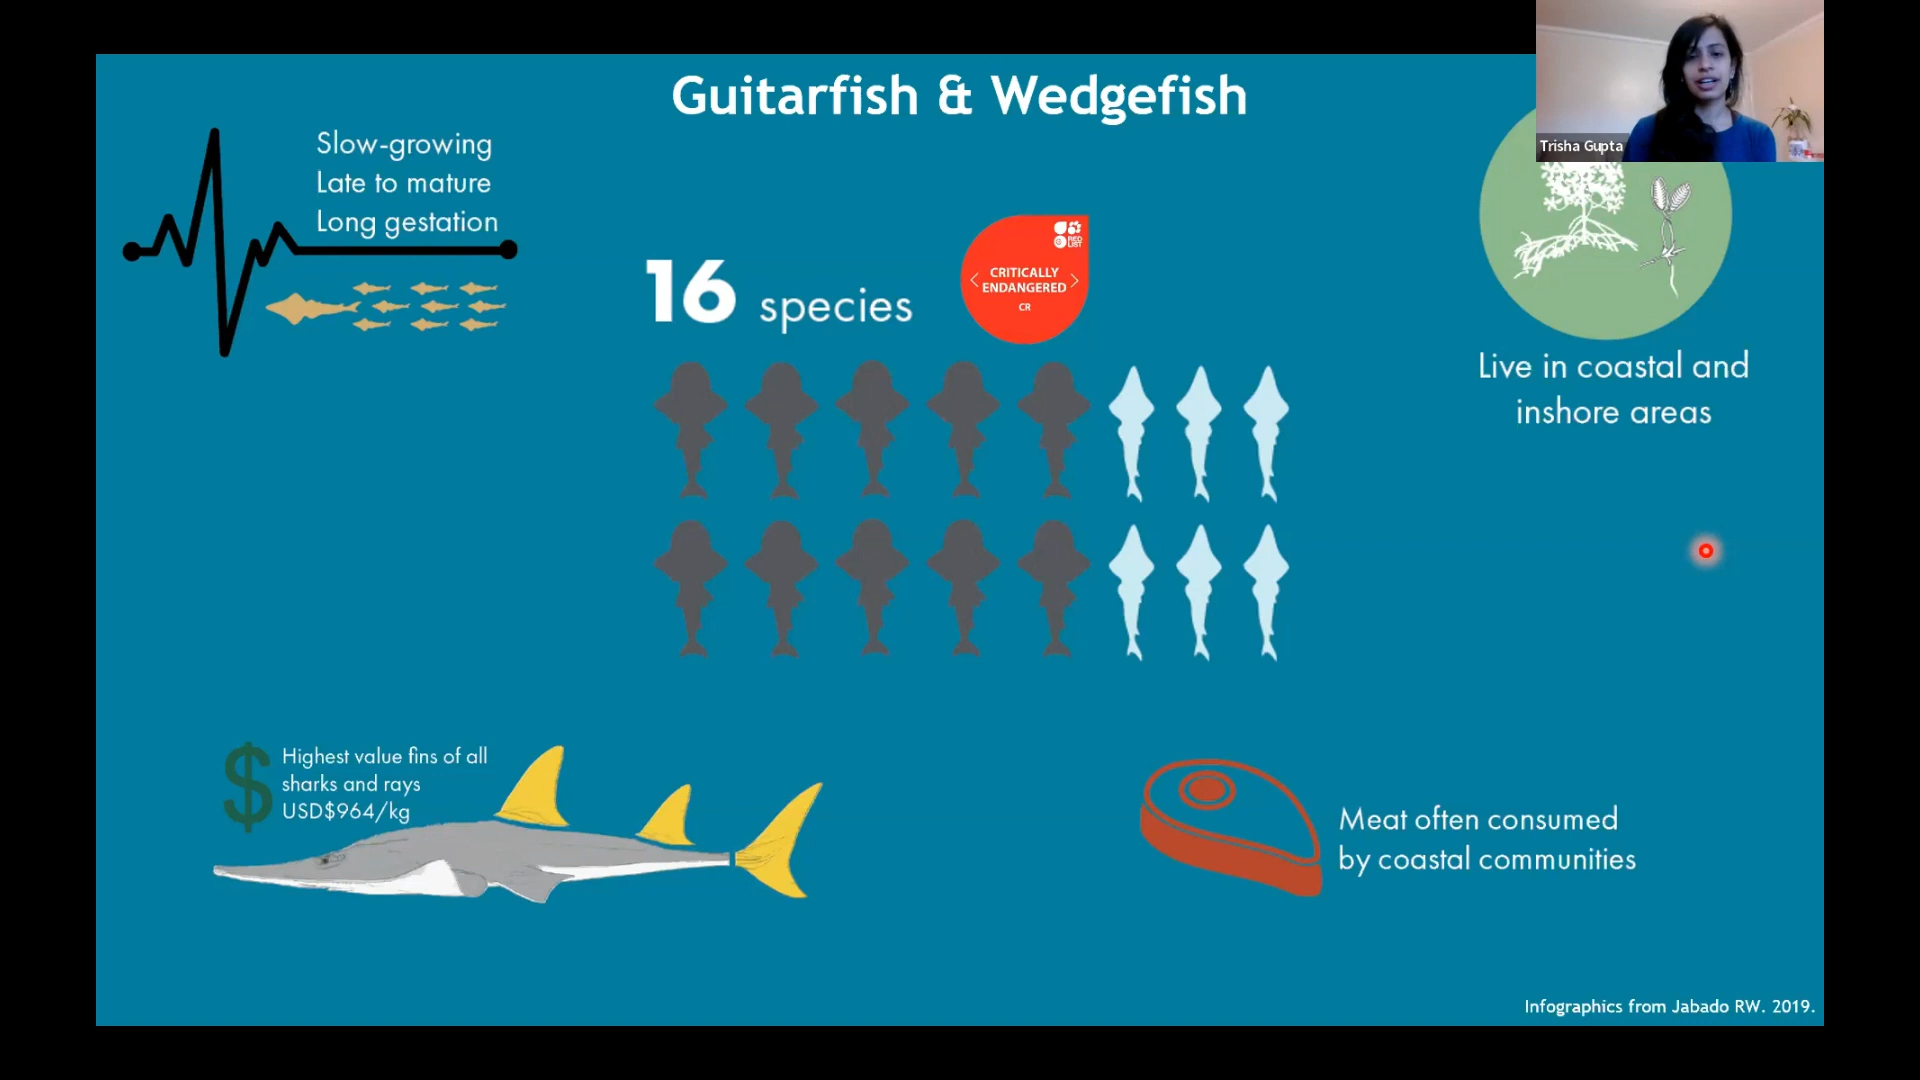 Guitarfish & Wedgefish
Trisha Gupta
Slow-growing
Late to mature
Long gestation
16 species
RED
LIST
CRITICALLY
ENDANGERED
CR
Live in coastal and
inshore areas
$
Highest value fins of all
sharks and rays
USD$964/kg
Meat often consumed
by coastal communities
Infographics from Jabado RW. 2019.